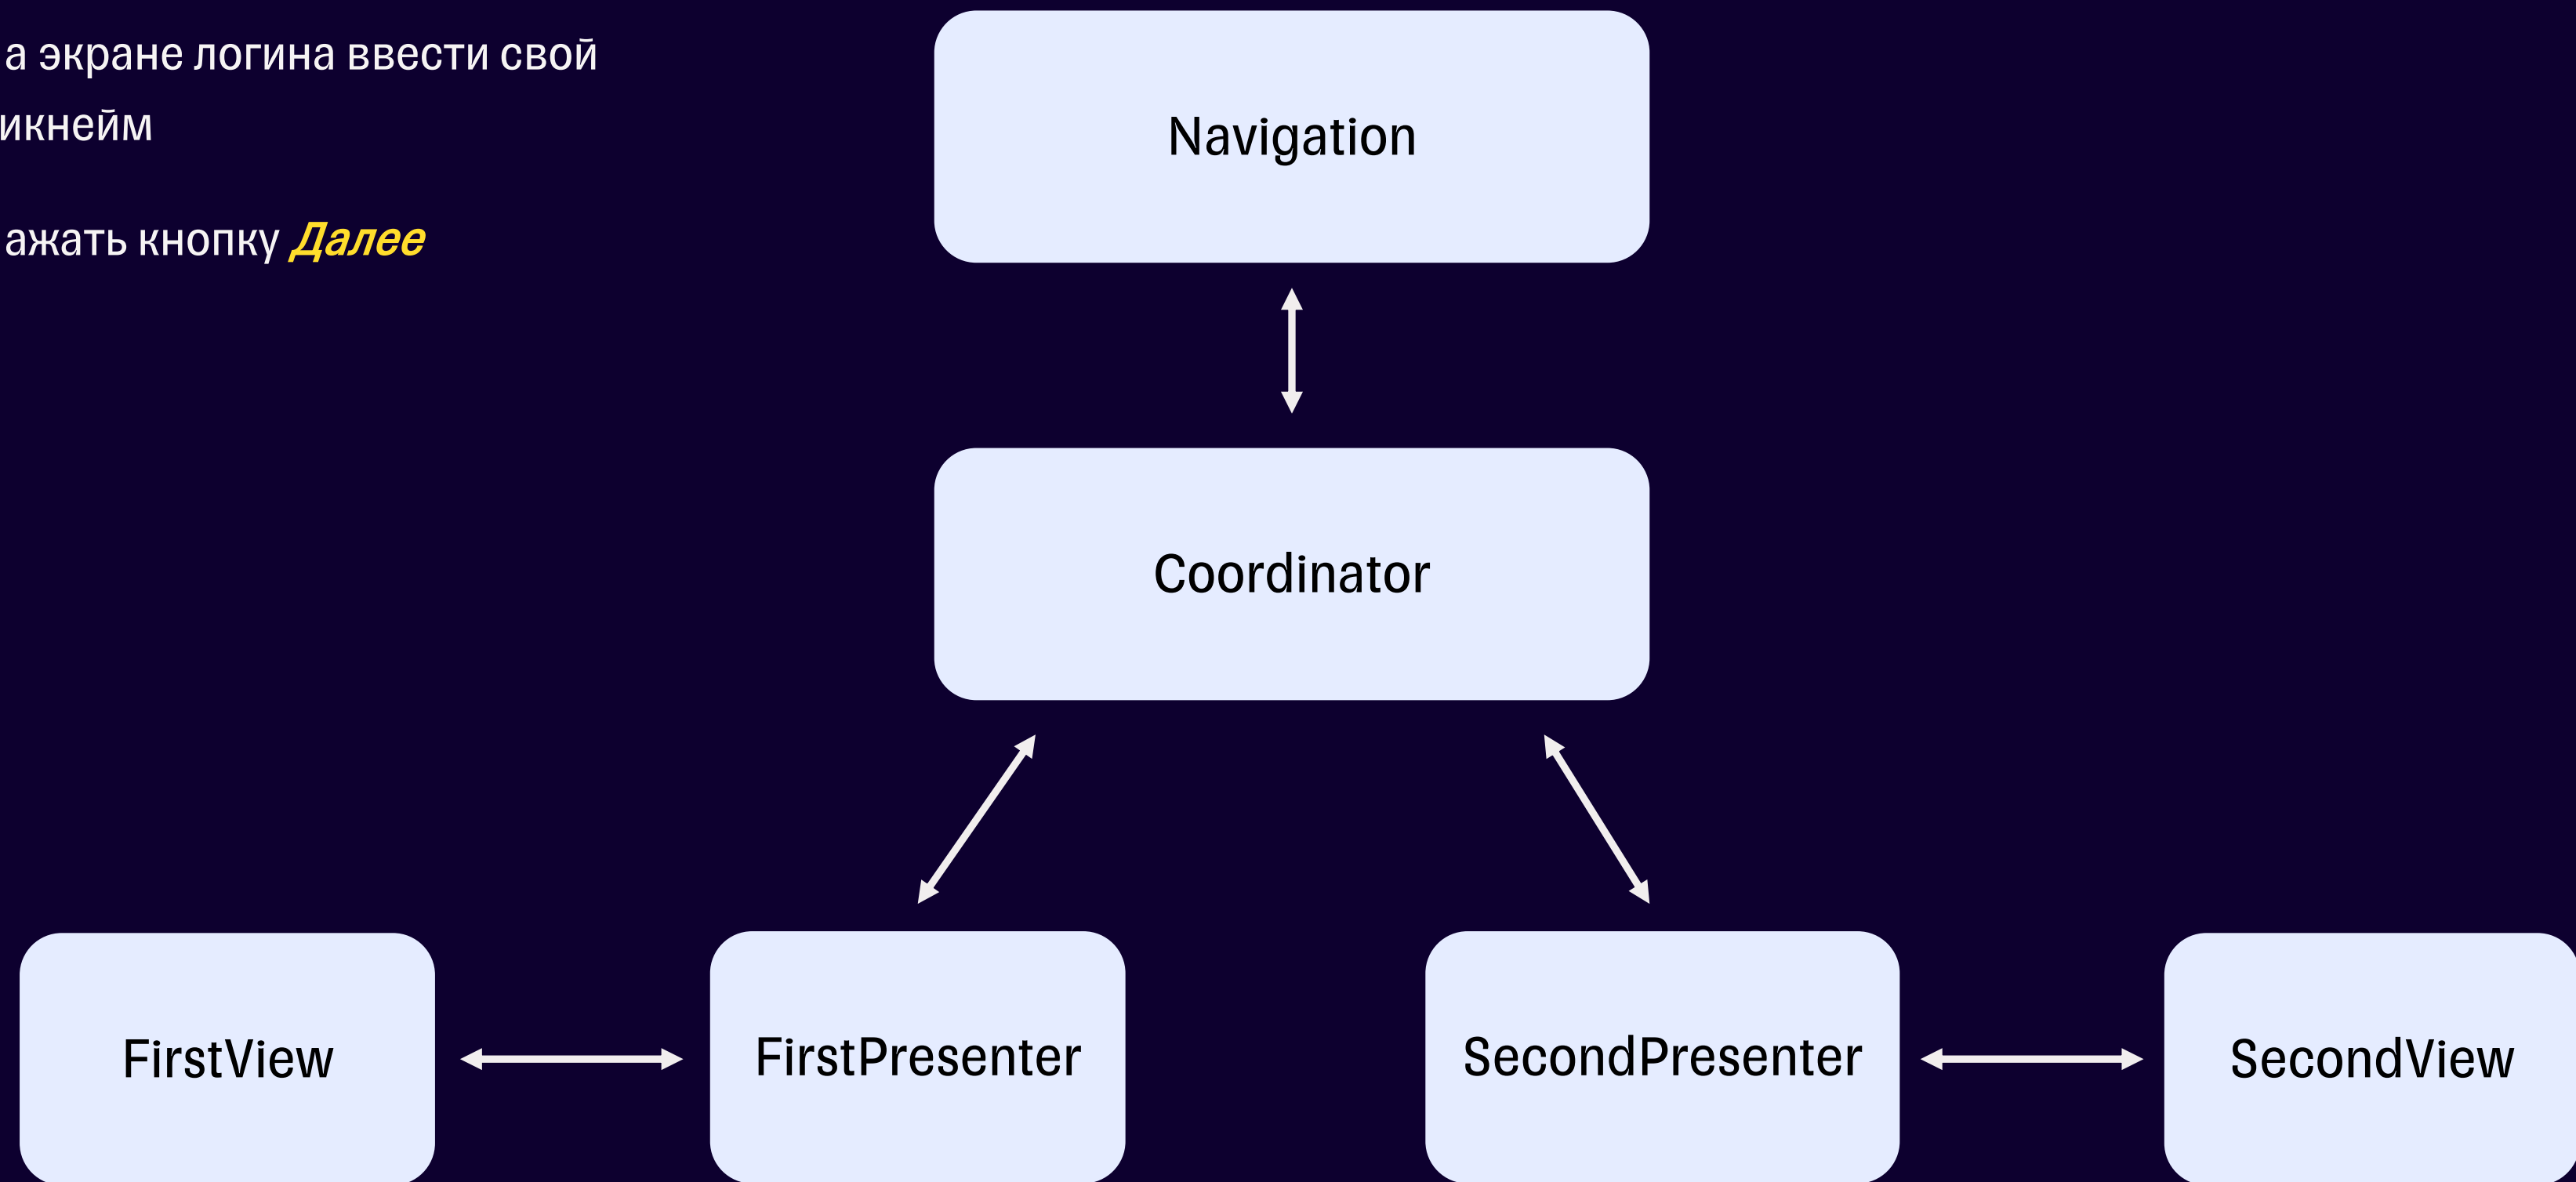 а экране логина ввести свой
икнейм
ажать кнопку Далее
Navigation
Coordinator
FirstView
FirstPresenter
SecondPresenter
SecondView